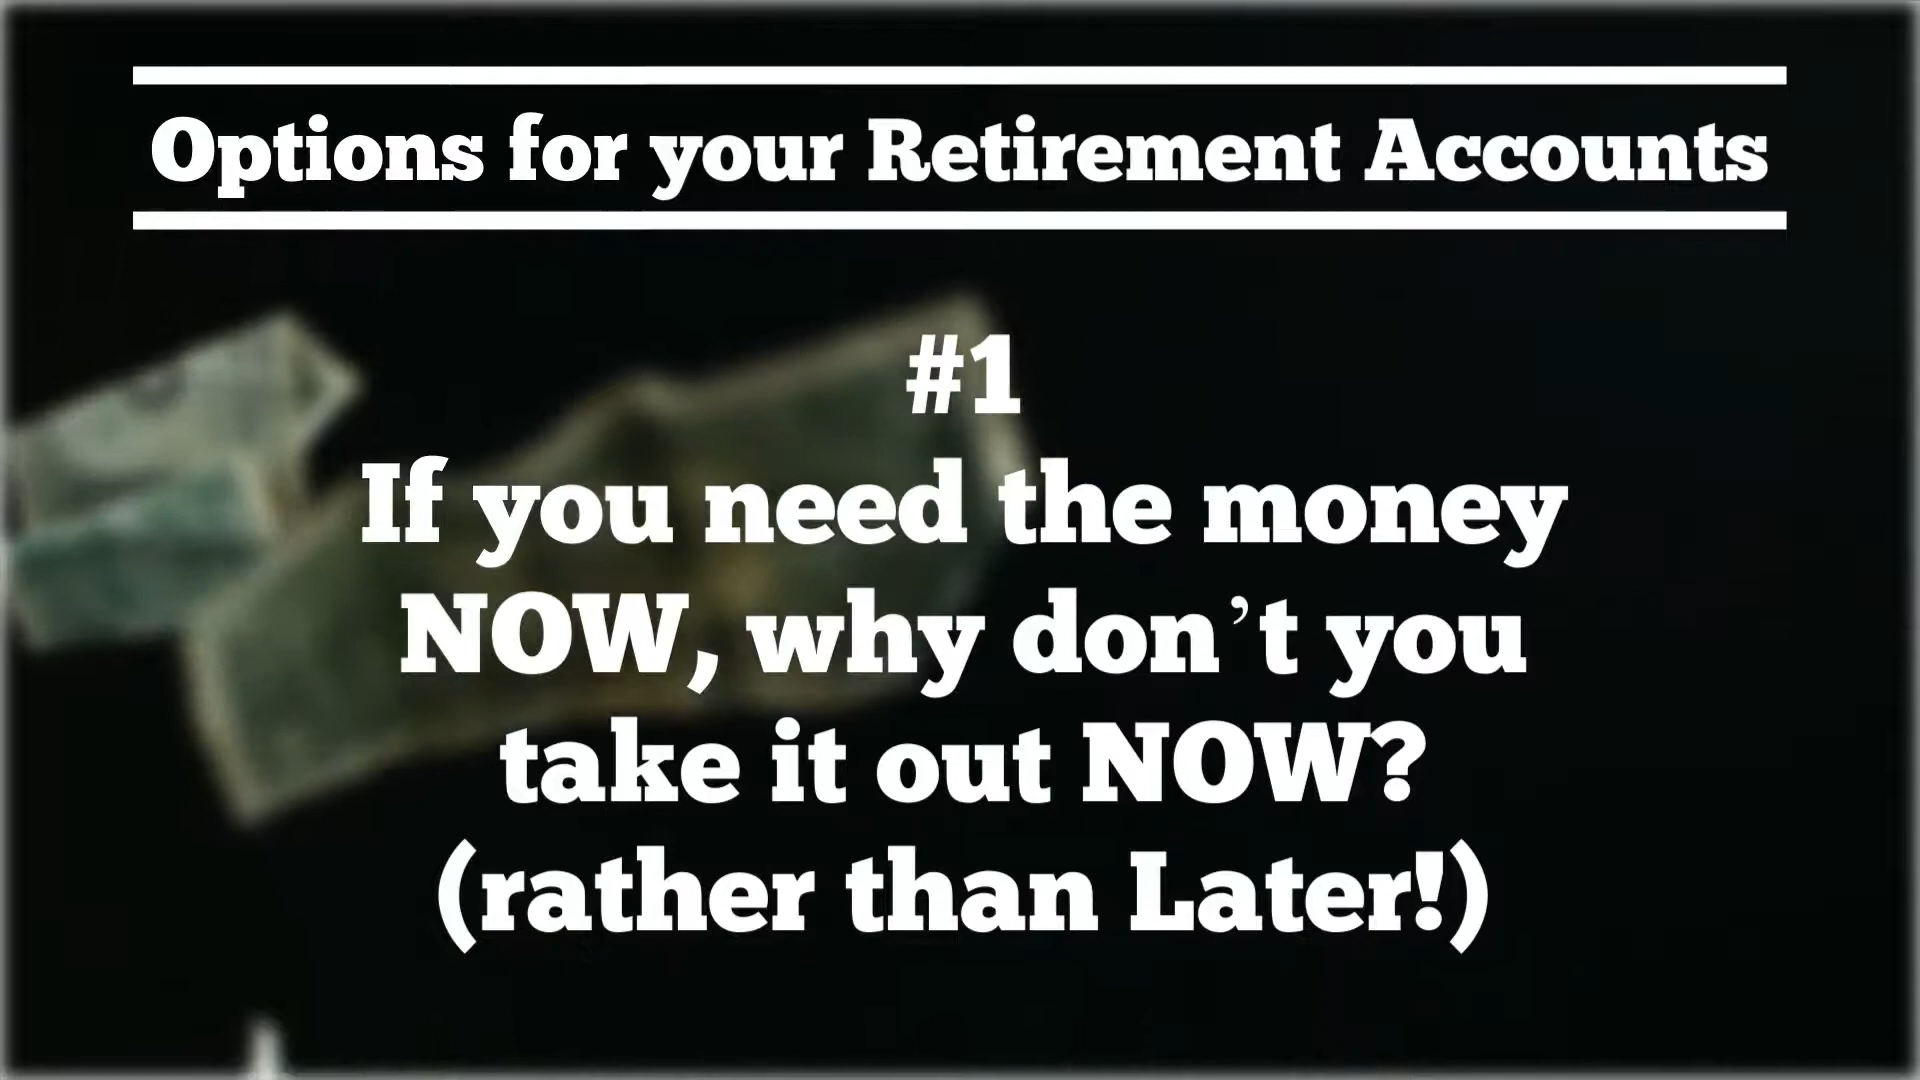 Options for your Retirement Accounts
#1
If you need the money
NOW, why don’t you
take it out NOW?
(rather than Later!)